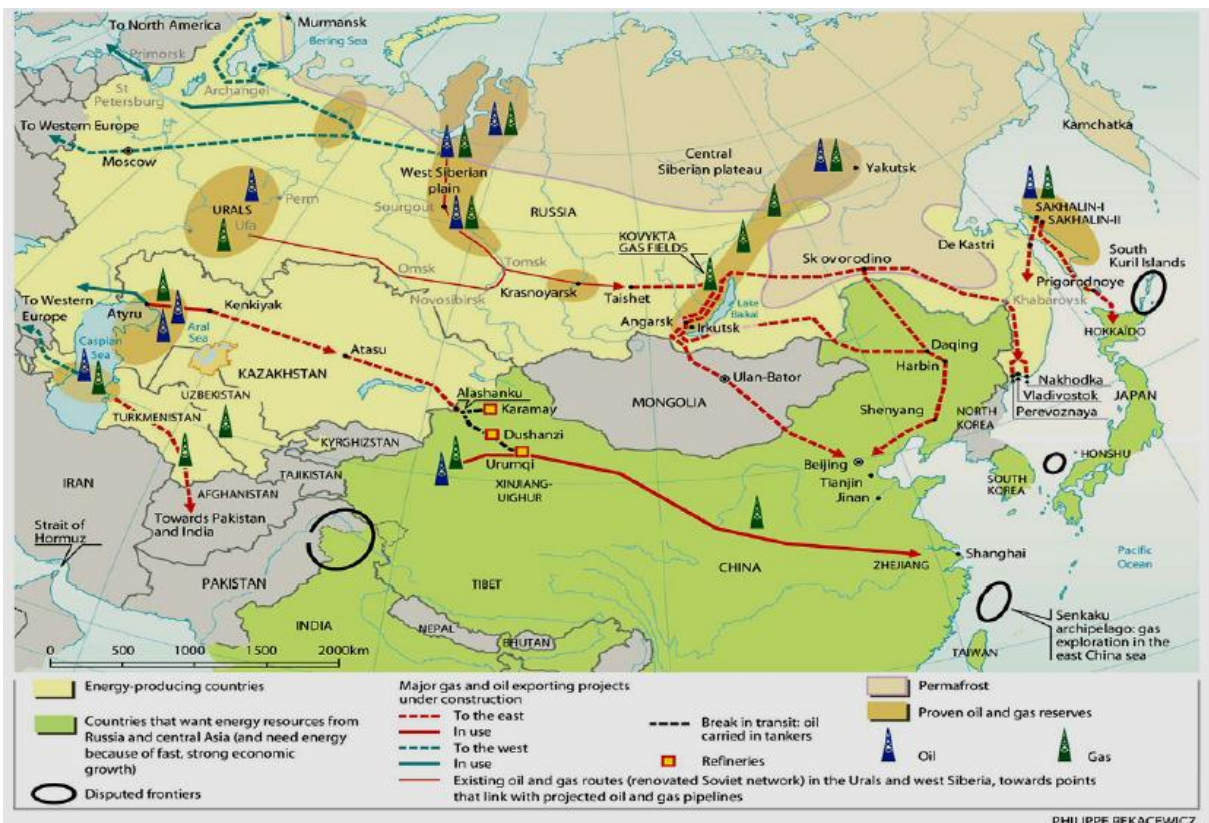 To North America
Murmansk
Bering Sea
Primorsk
St
Petersburg
Archangel
To Western Europe
Moscow
Kamchatka
West Siberian
plain
Central
Siberian plateau
Yakutsk
URALS
Perm
Ufa
Sourgout
RUSSIA
SAKHALIN-I
SAKHALIN-II
KOVYKTA
GAS FIELDS
De Kastri
South
Kuril Islands
Omsk
Tomsk
Novosibirsk
Krasnoyarsk
Taishet
Skovorodino
Prigorodnoye
Khabarovsk
To Western
Europe
Atyru
Kenkiyak
Caspian
Sea
Aral
Sea
Atasu
Angarsk
Irkutsk
Lake
Baikal
HOKKAÏDO
KAZAKHSTAN
Daqing
Harbin
Ulan-Bator
Alashanku
Karamay
MONGOLIA
Nakhodka
Vladivostok
Perevoznaya
JAPAN
UZBEKISTAN
TURKMENISTAN
KYRGHIZSTAN
Dushanzi
Shenyang
NORTH
KOREA
Urumqi
Beijing
Tianjin
Jinan
HONSHU
SOUTH
KOREA
IRAN
TAJIKISTAN
AFGHANISTAN
XINJIANG-
UIGHUR
Towards Pakistan
and India
Strait of
Hormuz
Shanghai
Pacific
Ocean
PAKISTAN
TIBET
CHINA
ZHEJIANG
INDIA
NEPAL
BHUTAN
TAIWAN
Senkaku
archipelago: gas
exploration in the
east China sea
0 500 1000 1500 2000km
Energy-producing countries
Countries that want energy resources from
Russia and central Asia (and need energy
because of fast, strong economic
growth)
Disputed frontiers
Major gas and oil exporting projects
under construction
To the east
In use
To the west
In use
Existing oil and gas routes (renovated Soviet network) in the Urals and west Siberia, towards points
that link with projected oil and gas pipelines
Break in transit: oil
carried in tankers
Refineries
Permafrost
Proven oil and gas reserves
Oil
Gas
PHILIPPE REKACEWICZ